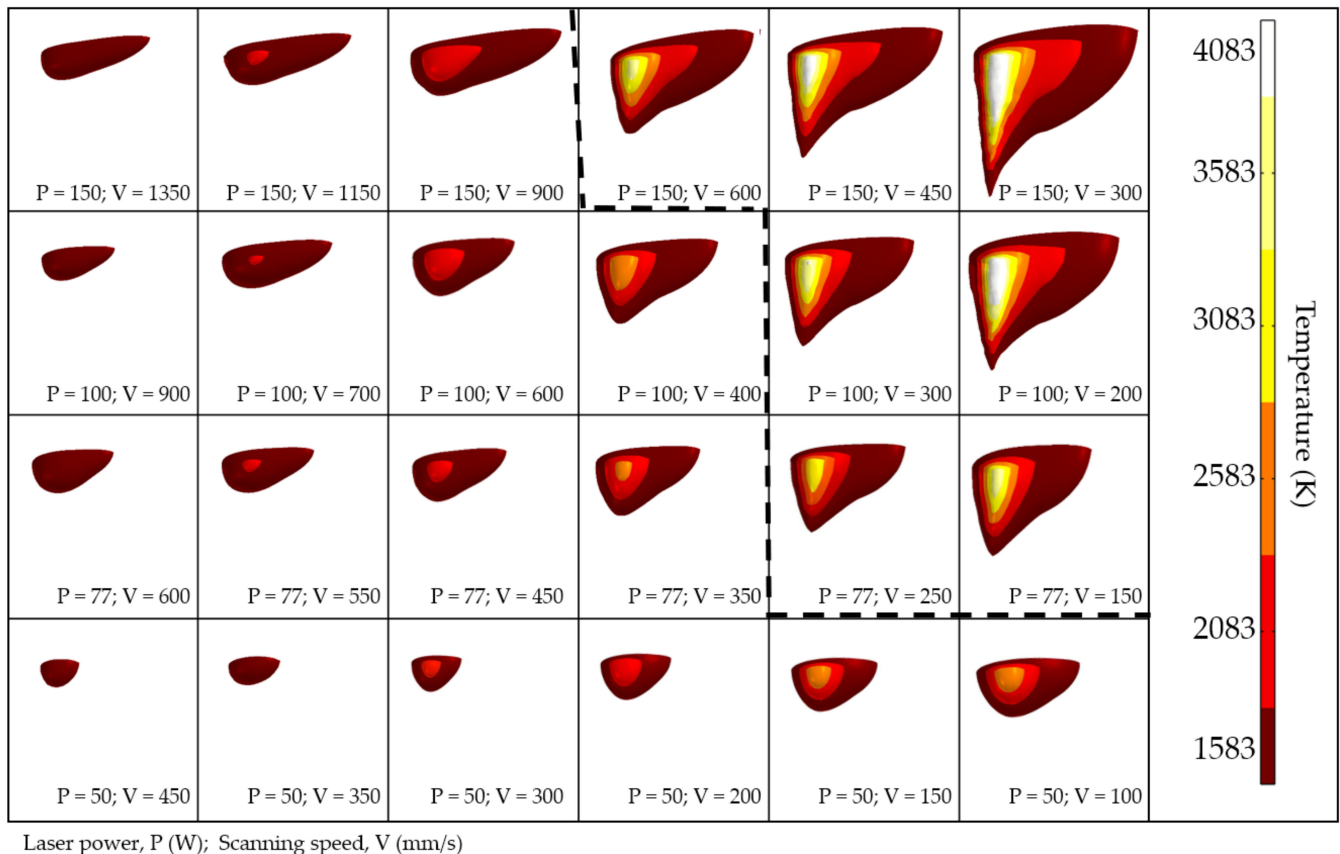 P = 150; V = 1350
P = 150; V = 1150
P = 150; V = 900
P = 150; V = 600
P = 150; V = 450
P = 150; V = 300
P = 100; V = 900
P = 100; V = 700
P = 100; V = 600
P = 100; V = 400
P = 100; V = 300
P = 100; V = 200
P = 77; V = 600
P = 77; V = 550
P = 77; V = 450
P = 77; V = 350
P = 77; V = 250
P = 77; V = 150
P = 50; V = 450
P = 50; V = 350
P = 50; V = 300
P = 50; V = 200
P = 50; V = 150
P = 50; V = 100
4083
3583
3083
2583
2083
1583
Temperature (K)
Laser power, P (W); Scanning speed, V (mm/s)